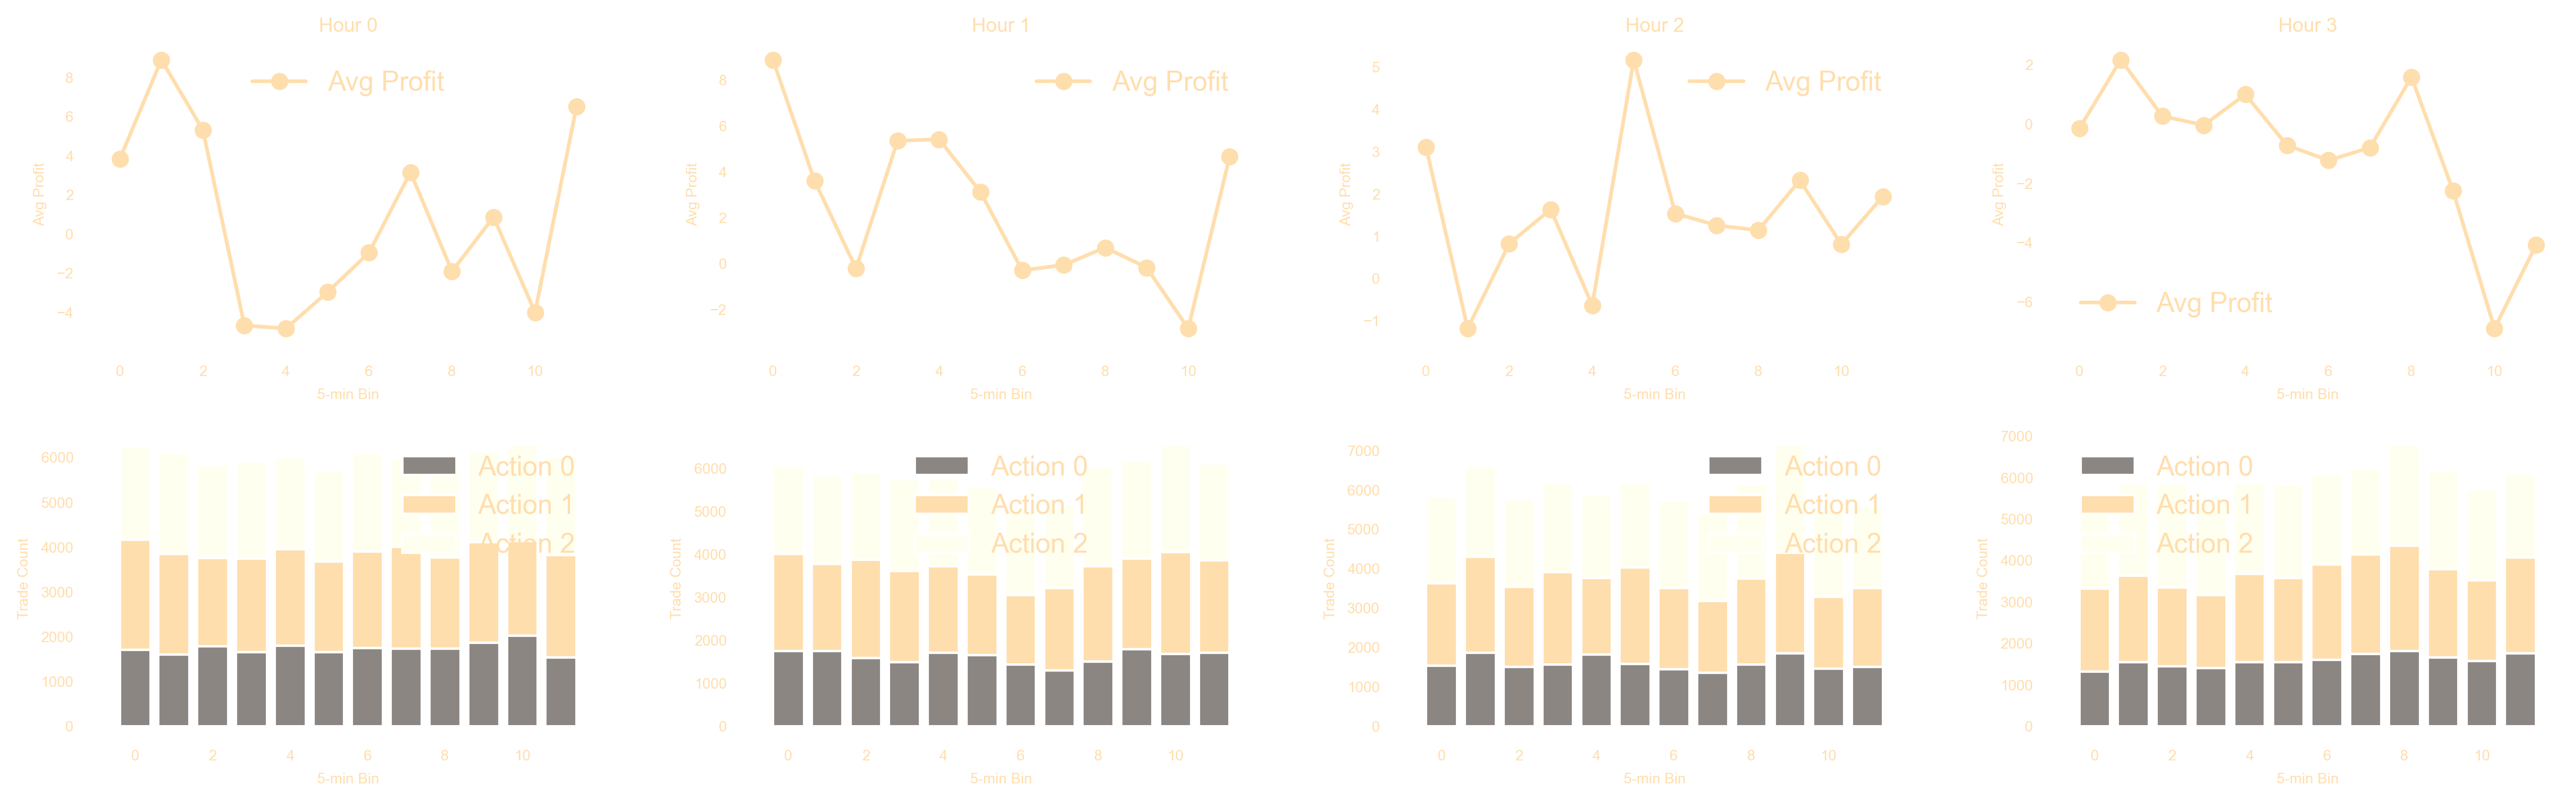 Hour 0
Avg Profit
8
6
4
2
0
−2
−4
Avg Profit
0 2 4 6 8 10
5-min Bin
Hour 1
Avg Profit
8
6
4
2
0
−2
Avg Profit
0 2 4 6 8 10
5-min Bin
Hour 2
Avg Profit
5
4
3
2
1
0
−1
Avg Profit
0 2 4 6 8 10
5-min Bin
Hour 3
2
0
−2
−4
−6
Avg Profit
Avg Profit
0 2 4 6 8 10
5-min Bin
Action 0
Action 1
Action 2
6000
5000
4000
3000
2000
1000
0
Trade Count
0 2 4 6 8 10
5-min Bin
Action 0
Action 1
Action 2
6000
5000
4000
3000
2000
1000
0
Trade Count
0 2 4 6 8 10
5-min Bin
Action 0
Action 1
Action 2
7000
6000
5000
4000
3000
2000
1000
0
Trade Count
0 2 4 6 8 10
5-min Bin
Action 0
Action 1
Action 2
7000
6000
5000
4000
3000
2000
1000
0
Trade Count
0 2 4 6 8 10
5-min Bin